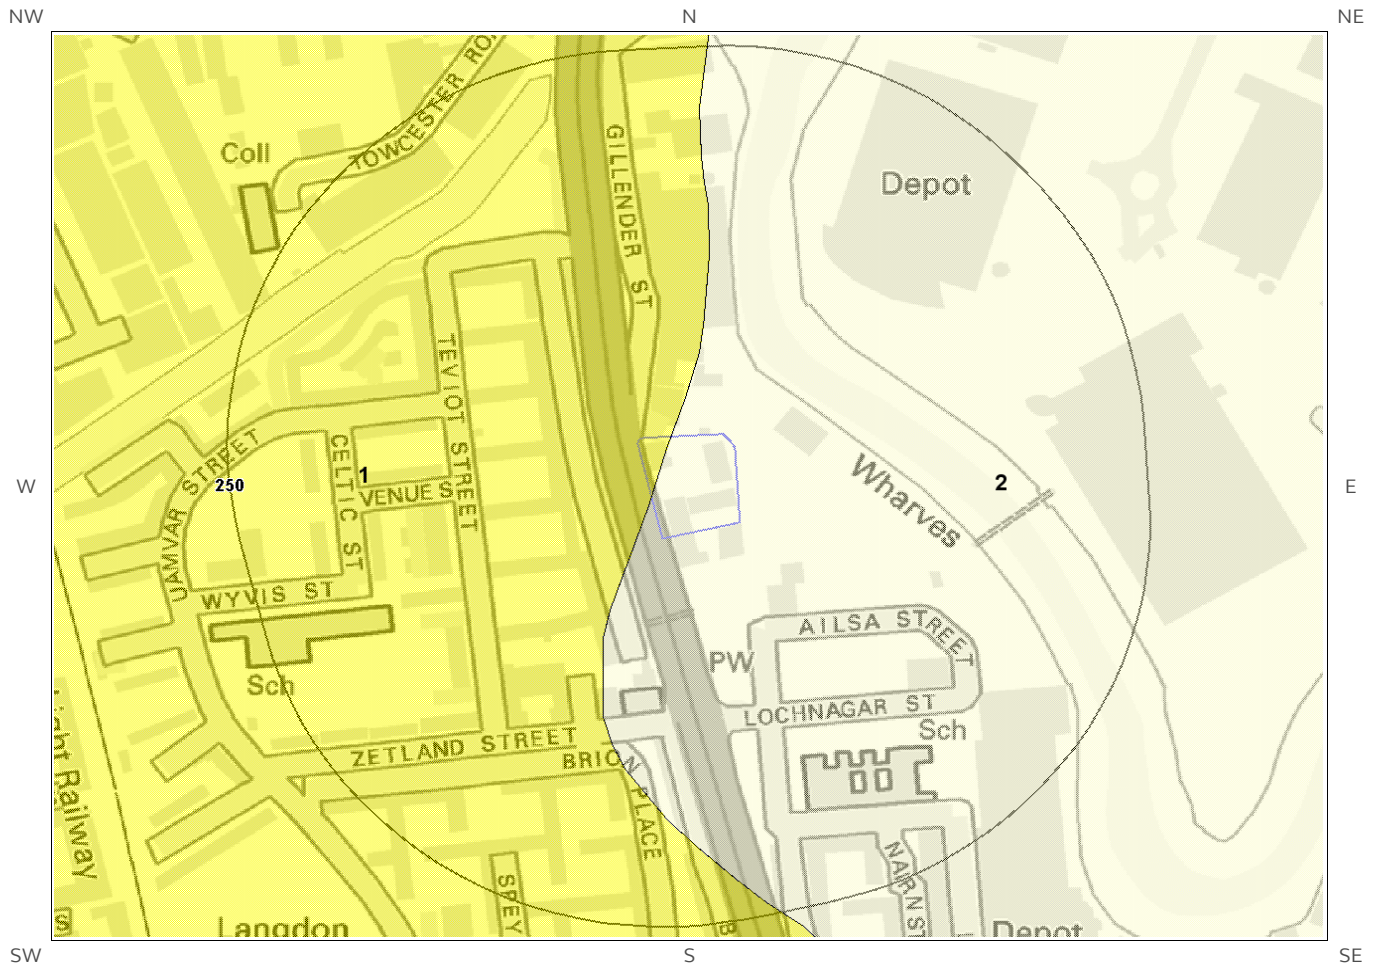 NW
N
NE
TOWCESTER RO
Coll
GILLENDER ST
Depot
TEVIOT STREET
JAMVAR STREET
CELTIC ST
1
VENUE S
250
W
E
2
Wharves
WYVIS ST
Sch
AILSA STREET
PW
LOCHNAGAR ST
Sch
ZETLAND STREET
BRION PLACE
ight Railway
NAIRN ST
SPEY
S
Langdon
B
Depot
SW
S
SE